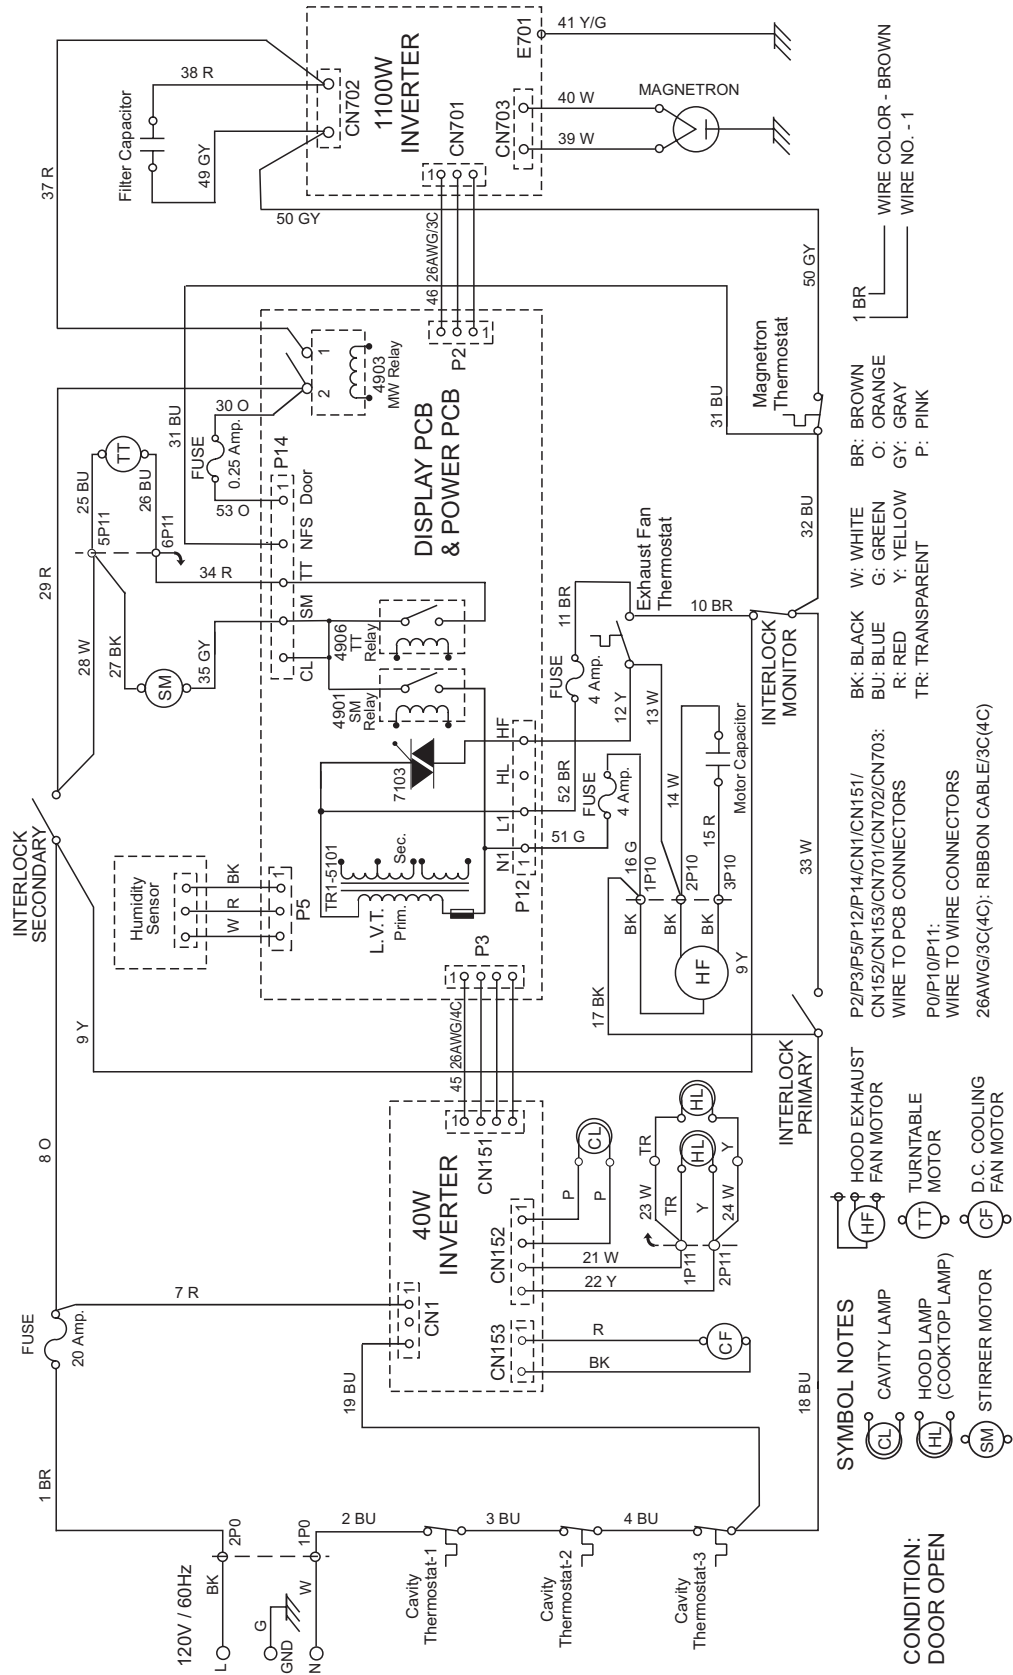 120V / 60Hz
L
BK
2P0
GND
G
N
W
1P0
1 BR
FUSE
20 Amp.
8 O
7 R
9 Y
INTERLOCK
SECONDARY
29 R
28 W
27 BK
SM
35 GY
25 BU
5P11
26 BU
6P11
TT
34 R
31 BU
FUSE
0.25 Amp.
30 O
53 O
37 R
Filter Capacitor
38 R
49 GY
50 GY
CN702
1100W
INVERTER
CN701
1
CN703
E701
41 Y/G
40 W
39 W
MAGNETRON
46
26AWG/3C
P2
1
1
2
4903
MW Relay
P14
1
Door
NFS
TT
SM
CL
DISPLAY PCB
& POWER PCB
4906
TT
Relay
4901
SM
Relay
7103
TR1-5101
Sec.
L.V.T.
Prim.
HF
HL
L1
N1
P12
1
Humidity
Sensor
BK
R
W
P5
1
P3
1
45
26AWG/4C
CN151
1
40W
INVERTER
CN1
1
CN152
1
CN153
1
19 BU
P
P
CL
21 W
22 Y
1P11
2P11
23 W
TR
TR
Y
24 W
Y
HL
HL
R
BK
CF
2 BU
Cavity
Thermostat-1
3 BU
Cavity
Thermostat-2
4 BU
Cavity
Thermostat-3
18 BU
INTERLOCK
PRIMARY
17 BK
33 W
9 Y
HF
BK
BK
BK
16 G
1P10
2P10
3P10
14 W
15 R
Motor Capacitor
51 G
FUSE
4 Amp.
52 BR
FUSE
4 Amp.
11 BR
12 Y
13 W
Exhaust Fan
Thermostat
10 BR
INTERLOCK
MONITOR
32 BU
31 BU
Magnetron
Thermostat
50 GY
CONDITION:
DOOR OPEN
SYMBOL NOTES
CL
CAVITY LAMP
HL
HOOD LAMP
(COOKTOP LAMP)
SM
STIRRER MOTOR
HF
HOOD EXHAUST
FAN MOTOR
TT
TURNTABLE
MOTOR
CF
D.C. COOLING
FAN MOTOR
P2/P3/P5/P12/P14/CN1/CN151/
CN152/CN153/CN701/CN702/CN703:
WIRE TO PCB CONNECTORS
P0/P10/P11:
WIRE TO WIRE CONNECTORS
26AWG/3C(4C): RIBBON CABLE/3C(4C)
BK: BLACK W: WHITE BR: BROWN
BU: BLUE G: GREEN O: ORANGE
R: RED Y: YELLOW GY: GRAY
TR: TRANSPARENT P: PINK
1 BR
WIRE COLOR - BROWN
WIRE NO. - 1